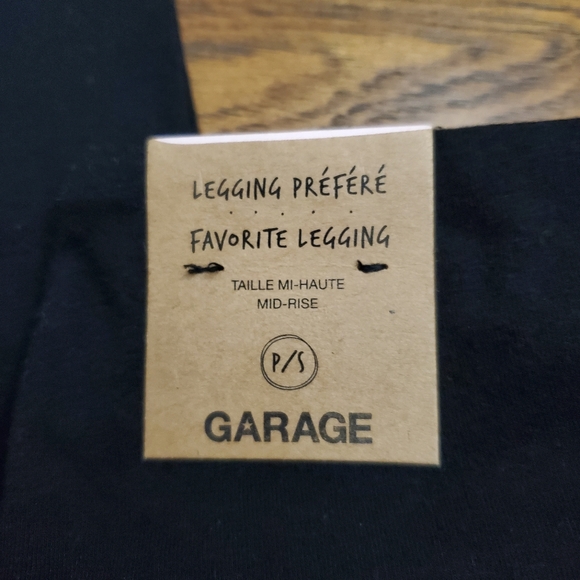 LEGGING PRÉFÉRÉ
FAVORITE LEGGING
TAILLE MI-HAUTE
MID-RISE
P/S
GARAGE